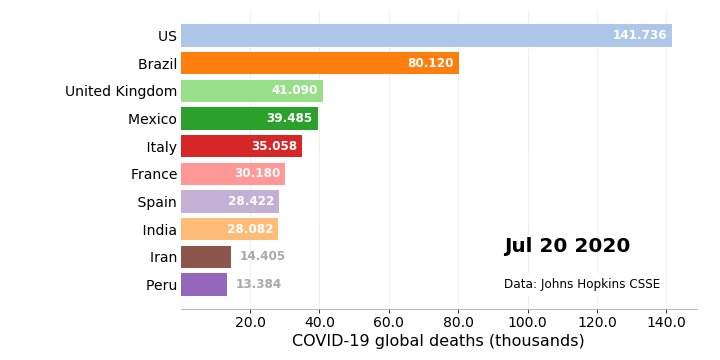 US 141.736
Brazil 80.120
United Kingdom 41.090
Mexico 39.485
Italy 35.058
France 30.180
Spain 28.422
India 28.082
Iran 14.405
Peru 13.384
Jul 20 2020
Data: Johns Hopkins CSSE
20.0 40.0 60.0 80.0 100.0 120.0 140.0
COVID-19 global deaths (thousands)